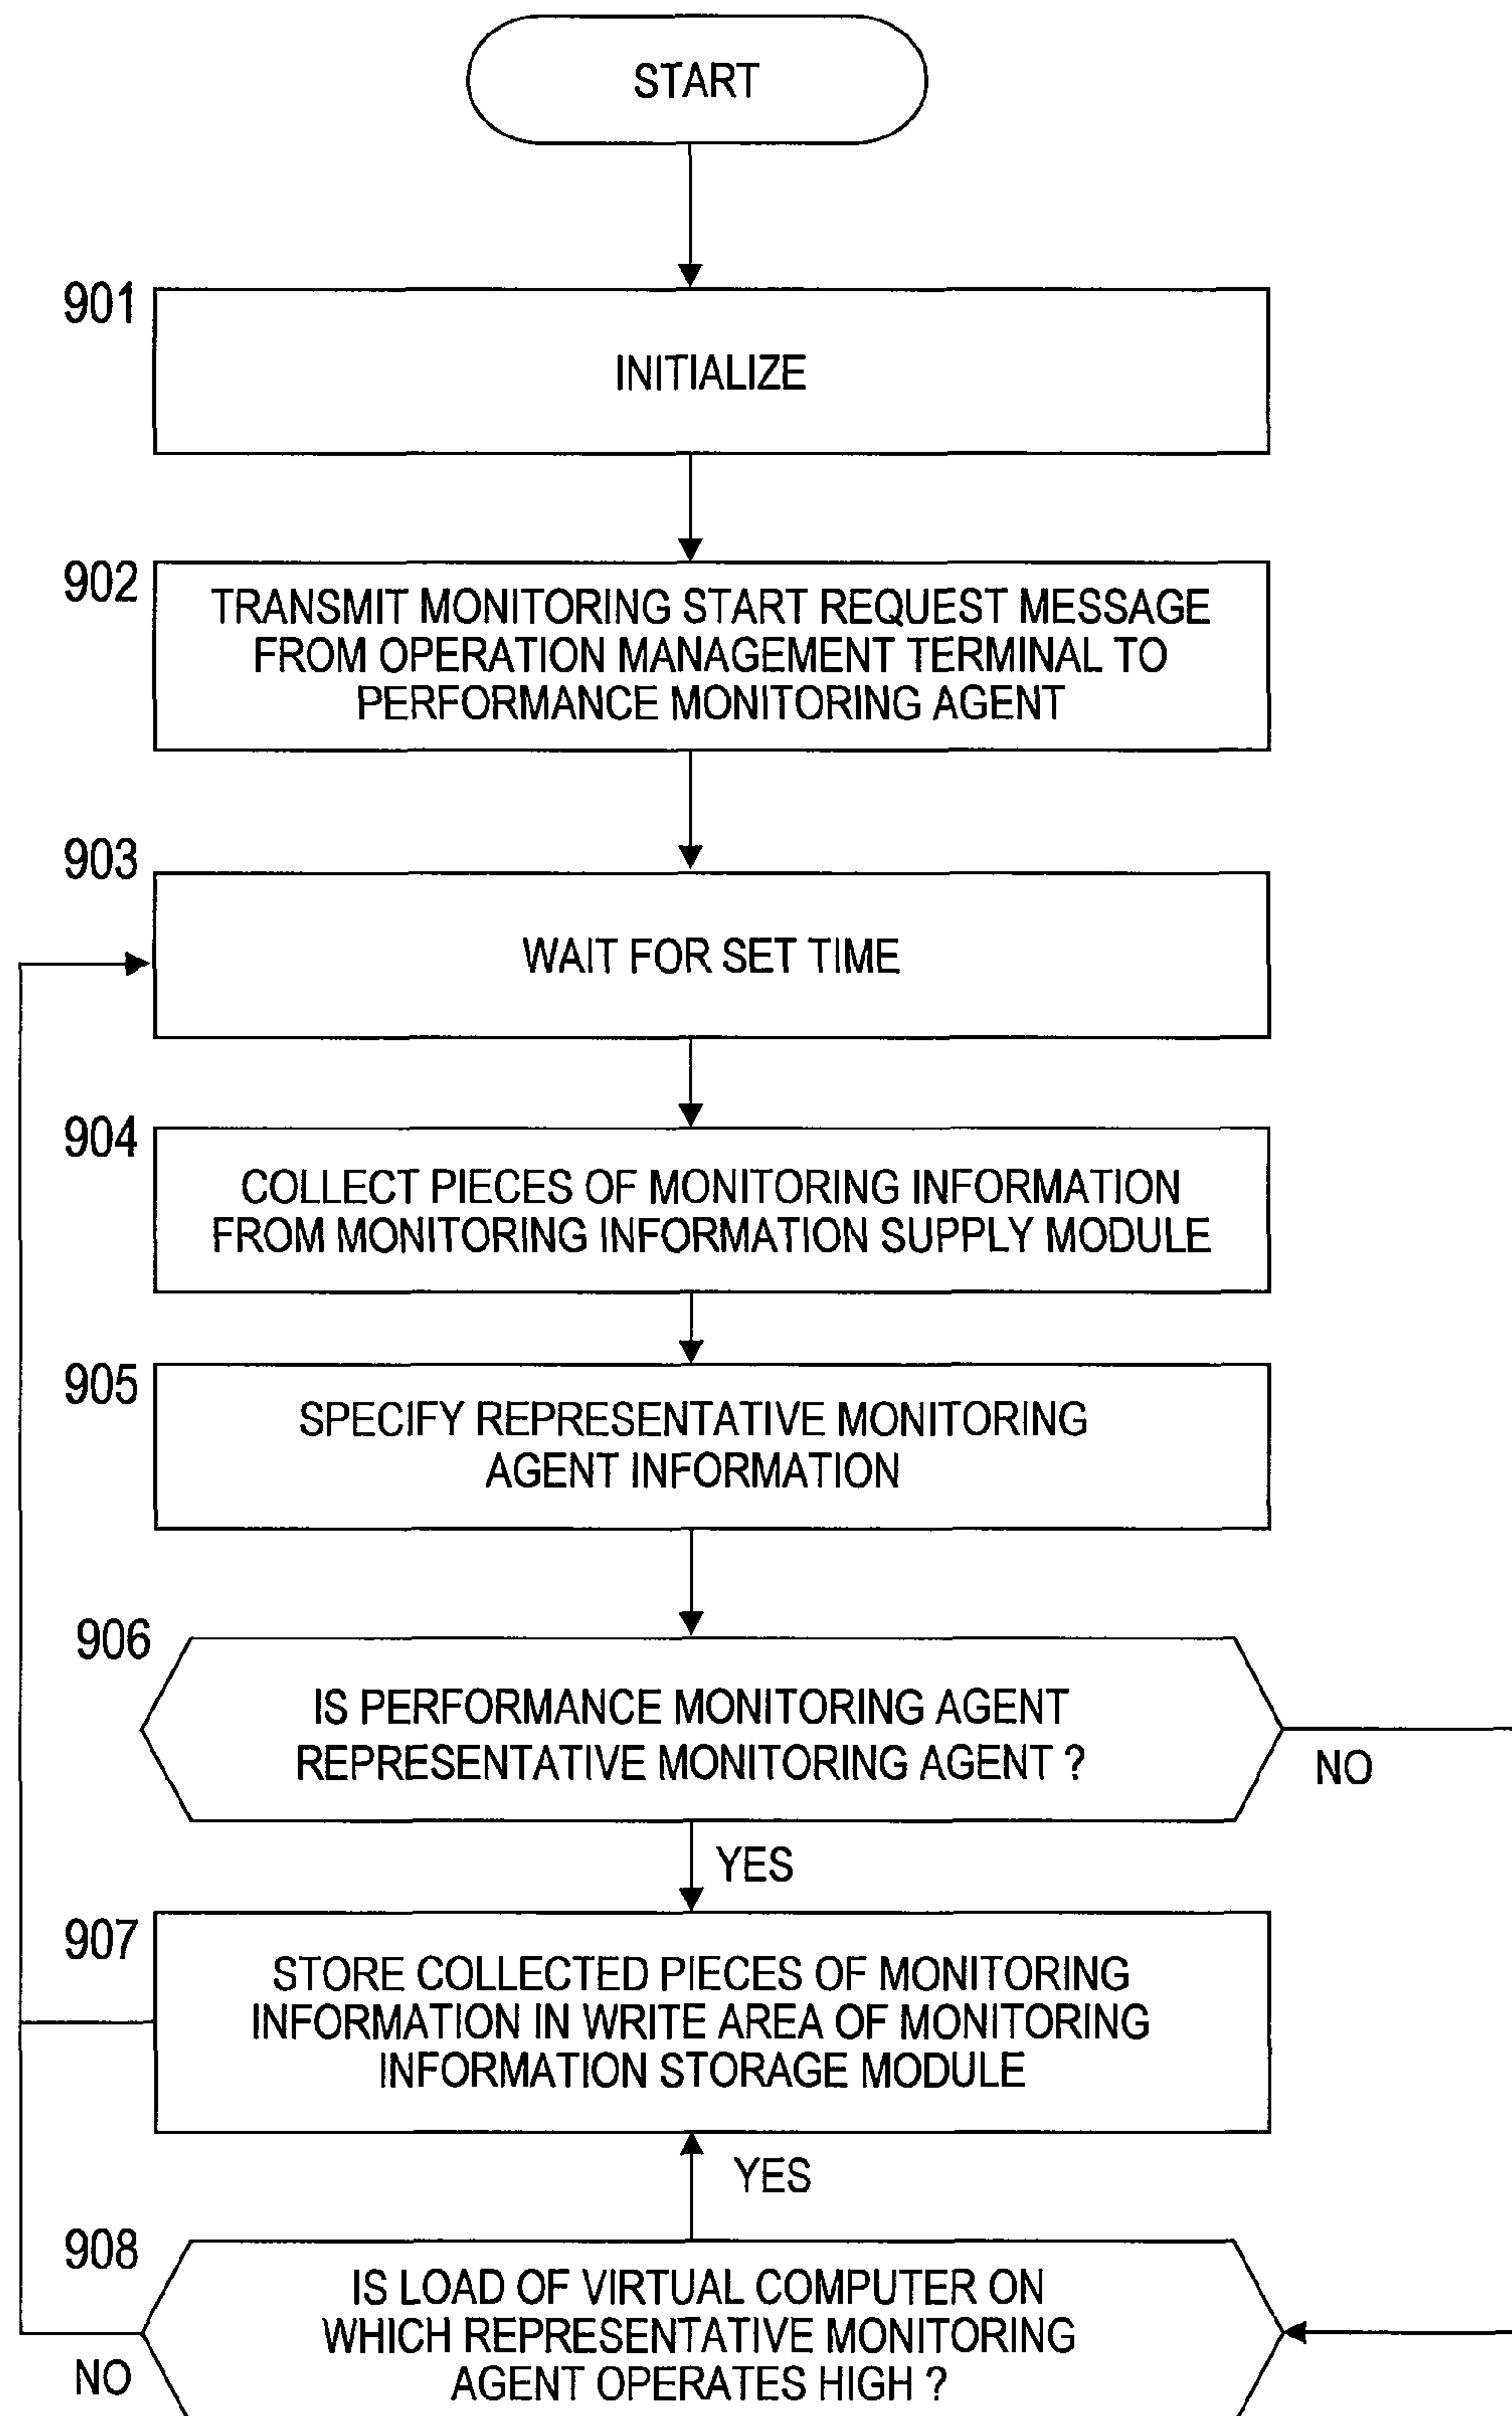 START
901
INITIALIZE
902
TRANSMIT MONITORING START REQUEST MESSAGE
FROM OPERATION MANAGEMENT TERMINAL TO
PERFORMANCE MONITORING AGENT
903
WAIT FOR SET TIME
904
COLLECT PIECES OF MONITORING INFORMATION
FROM MONITORING INFORMATION SUPPLY MODULE
905
SPECIFY REPRESENTATIVE MONITORING
AGENT INFORMATION
906
IS PERFORMANCE MONITORING AGENT
REPRESENTATIVE MONITORING AGENT ?
NO
YES
907
STORE COLLECTED PIECES OF MONITORING
INFORMATION IN WRITE AREA OF MONITORING
INFORMATION STORAGE MODULE
YES
908
IS LOAD OF VIRTUAL COMPUTER ON
WHICH REPRESENTATIVE MONITORING
AGENT OPERATES HIGH ?
NO